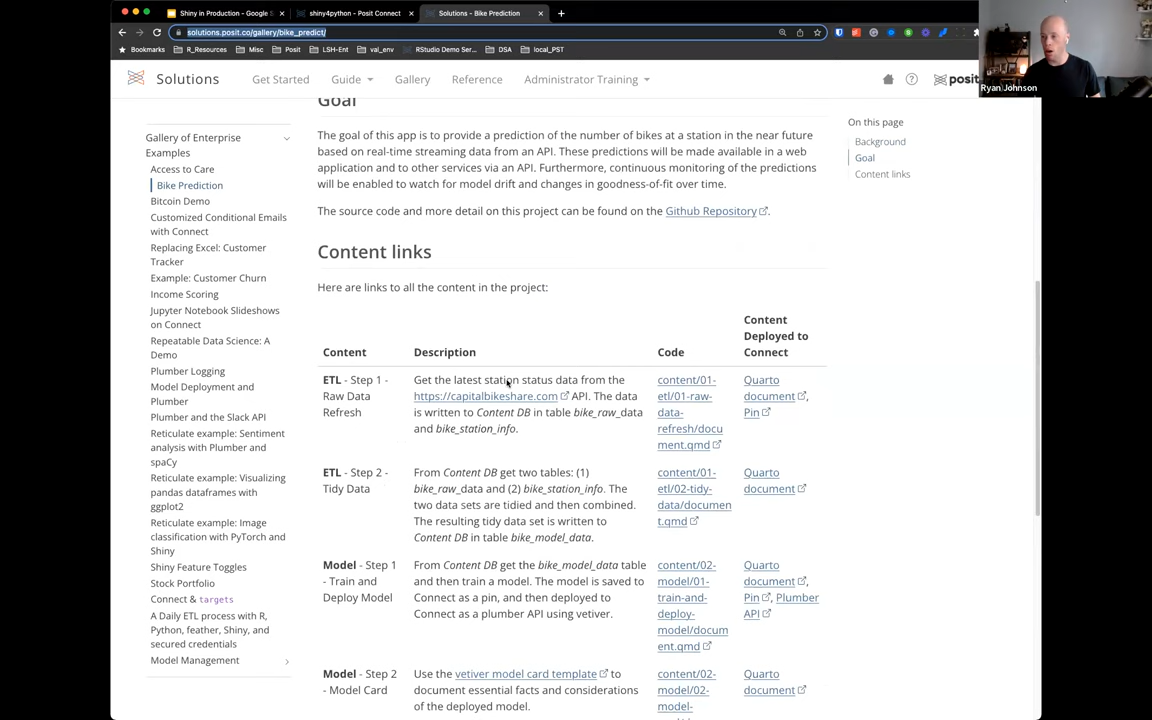 Shiny in Production - Google S
shiny4python - Posit Connect
Solutions - Bike Prediction
solutions.posit.co/gallery/bike_predict/
Bookmarks
R_Resources
Misc
Posit
LSH-Ent
val_env
RStudio Demo Ser...
DSA
local_PST
Ryan Johnson
Solutions
Get Started
Guide
Gallery
Reference
Administrator Training
posit
Gallery of Enterprise
Examples
Access to Care
Bike Prediction
Bitcoin Demo
Customized Conditional Emails
with Connect
Replacing Excel: Customer
Tracker
Example: Customer Churn
Income Scoring
Jupyter Notebook Slideshows
on Connect
Repeatable Data Science: A
Demo
Plumber Logging
Model Deployment and
Plumber
Plumber and the Slack API
Reticulate example: Sentiment
analysis with Plumber and
spaCy
Reticulate example: Visualizing
pandas dataframes with
ggplot2
Reticulate example: Image
classification with PyTorch and
Shiny
Shiny Feature Toggles
Stock Portfolio
Connect & targets
A Daily ETL process with R,
Python, feather, Shiny, and
secured credentials
Model Management
Goal
The goal of this app is to provide a prediction of the number of bikes at a station in the near future
based on real-time streaming data from an API. These predictions will be made available in a web
application and to other services via an API. Furthermore, continuous monitoring of the predictions
will be enabled to watch for model drift and changes in goodness-of-fit over time.
The source code and more detail on this project can be found on the Github Repository.
Content links
Here are links to all the content in the project:
Content
Description
Code
Content
Deployed to
Connect
ETL - Step 1 -
Raw Data
Refresh
Get the latest station status data from the
https://capitalbikeshare.com API. The data
is written to Content DB in table bike_raw_data
and bike_station_info.
content/01-
etl/01-raw-
data-
refresh/docu
ment.qmd
Quarto
document,
Pin
ETL - Step 2 -
Tidy Data
From Content DB get two tables: (1)
bike_raw_data and (2) bike_station_info. The
two data sets are tidied and then combined.
The resulting tidy data set is written to
Content DB in table bike_model_data.
content/01-
etl/02-tidy-
data/documen
t.qmd
Quarto
document
Model - Step 1
- Train and
Deploy Model
From Content DB get the bike_model_data table
and then train a model. The model is saved to
Connect as a pin, and then deployed to
Connect as a plumber API using vetiver.
content/02-
model/01-
train-and-
deploy-
model/docum
ent.qmd
Quarto
document,
Pin, Plumber
API
Model - Step 2
- Model Card
Use the vetiver model card template to
document essential facts and considerations
of the deployed model.
content/02-
model/02-
model-
Quarto
document
On this page
Background
Goal
Content links